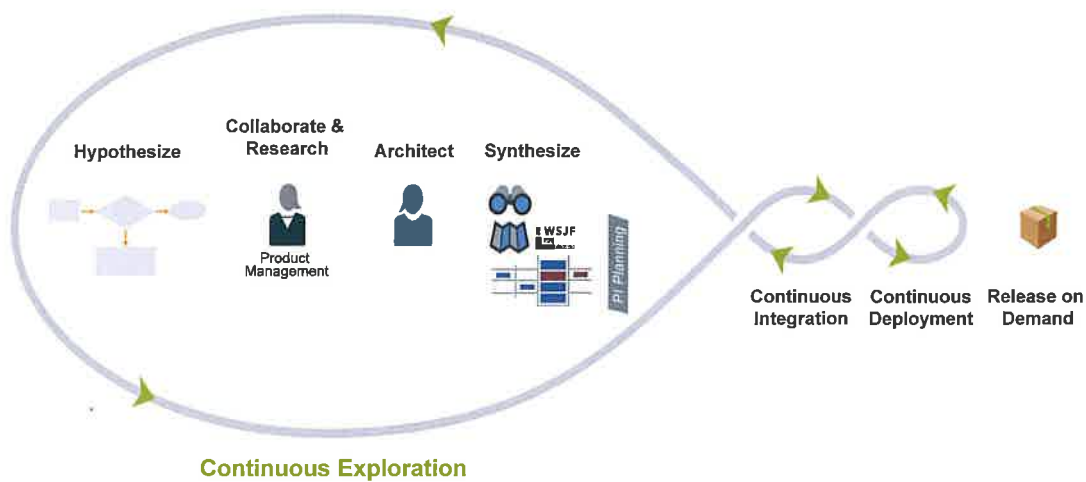 Hypothesize
Collaborate &
Research
Architect
Synthesize
Product
Management
WSJF
PI Planning
Continuous
Integration
Continuous
Deployment
Release on
Demand
Continuous Exploration